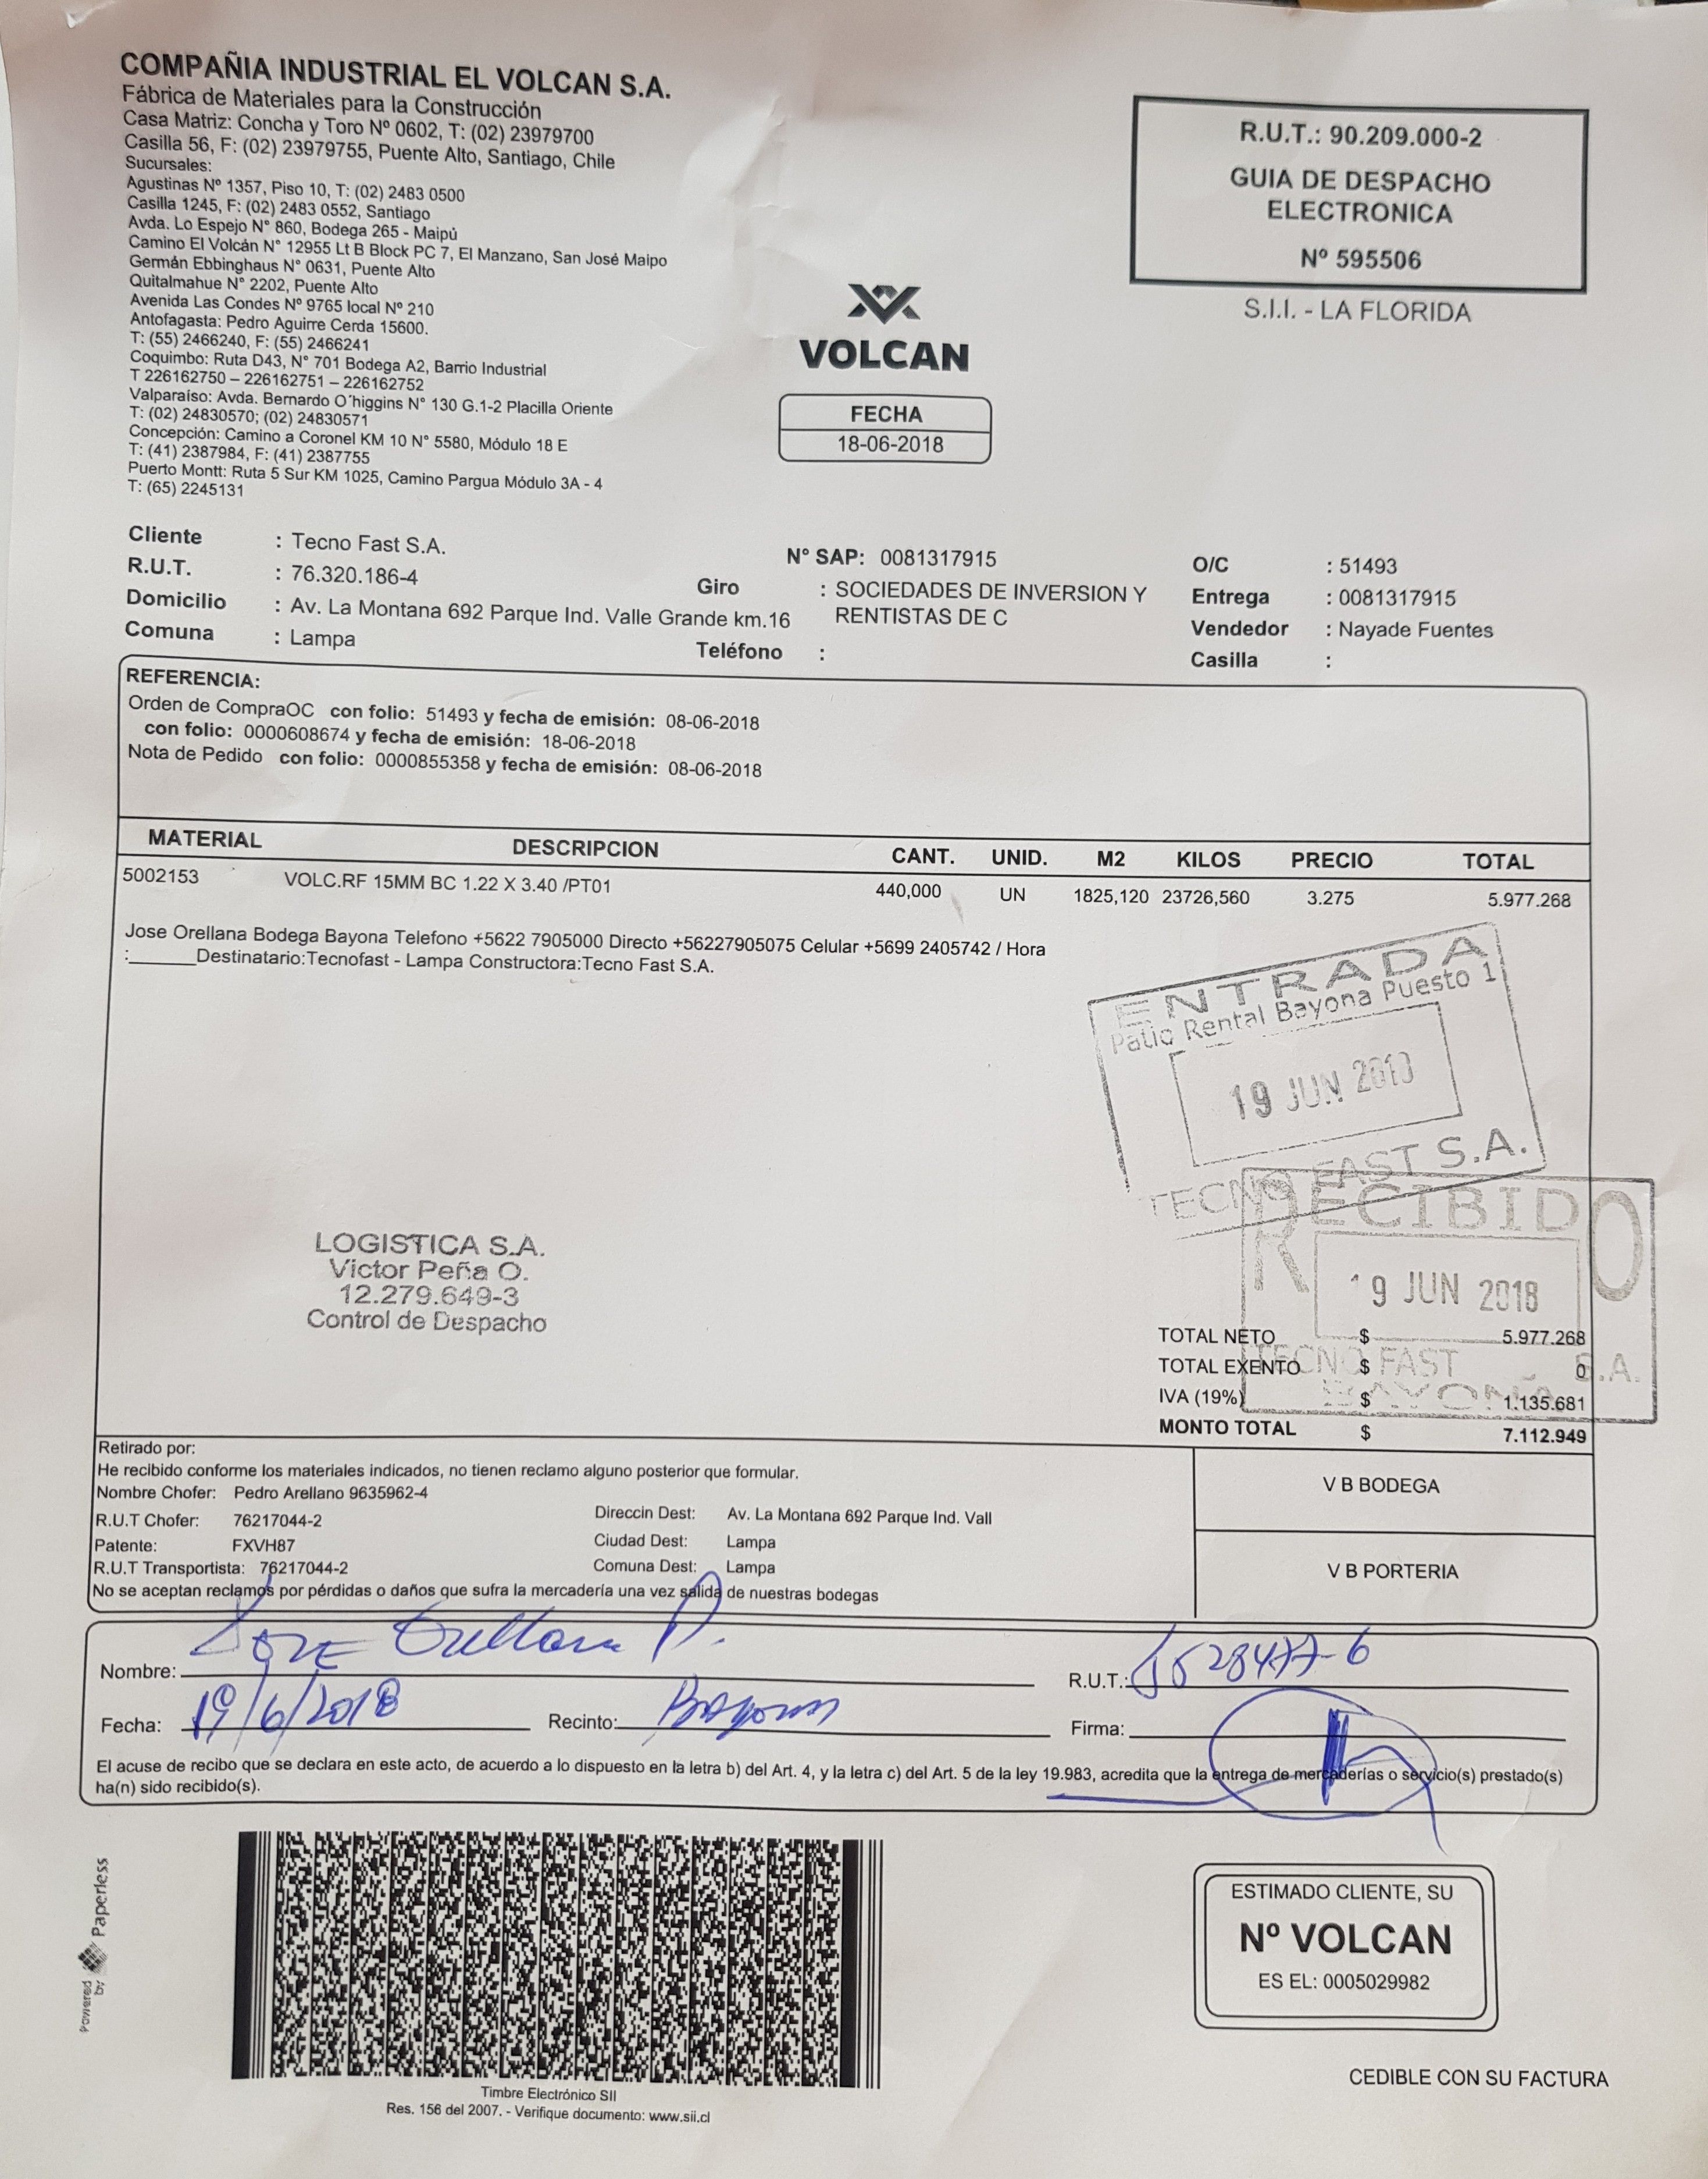 COMPAÑIA INDUSTRIAL EL VOLCAN S.A.
Fábrica de Materiales para la Construcción
Casa Matriz: Concha y Toro Nº 0602, T: (02) 23979700
Casilla 56, F: (02) 23979755, Puente Alto, Santiago, Chile
Sucursales:
Agustinas Nº 1357, Piso 10, T: (02) 2483 0500
Casilla 1245, F: (02) 2483 0552, Santiago
Avda. Lo Espejo N° 860, Bodega 265 - Maipú
Camino El Volcán N° 12955 Lt B Block PC 7, El Manzano, San José Maipo
Germán Ebbinghaus N° 0631, Puente Alto
Quitalmahue N° 2202, Puente Alto
Avenida Las Condes Nº 9765 local Nº 210
Antofagasta: Pedro Aguirre Cerda 15600.
T: (55) 2466240, F: (55) 2466241
Coquimbo: Ruta D43, N° 701 Bodega A2, Barrio Industrial
T 226162750 – 226162751 – 226162752
Valparaíso: Avda. Bernardo O´higgins N° 130 G.1-2 Placilla Oriente
T: (02) 24830570; (02) 24830571
Concepción: Camino a Coronel KM 10 N° 5580, Módulo 18 E
T: (41) 2387984, F: (41) 2387755
Puerto Montt: Ruta 5 Sur KM 1025, Camino Pargua Módulo 3A - 4
T: (65) 2245131
R.U.T.: 90.209.000-2
GUIA DE DESPACHO
ELECTRONICA
Nº 595506
S.I.I. - LA FLORIDA
VOLCAN
FECHA
18-06-2018
Cliente : Tecno Fast S.A.
R.U.T. : 76.320.186-4
Domicilio : Av. La Montana 692 Parque Ind. Valle Grande km.16
Comuna : Lampa
N° SAP: 0081317915
Giro : SOCIEDADES DE INVERSION Y
RENTISTAS DE C
Teléfono :
O/C : 51493
Entrega : 0081317915
Vendedor : Nayade Fuentes
Casilla :
REFERENCIA:
Orden de CompraOC con folio: 51493 y fecha de emisión: 08-06-2018
con folio: 0000608674 y fecha de emisión: 18-06-2018
Nota de Pedido con folio: 0000855358 y fecha de emisión: 08-06-2018
MATERIAL DESCRIPCION CANT. UNID. M2 KILOS PRECIO TOTAL
5002153 VOLC.RF 15MM BC 1.22 X 3.40 /PT01 440,000 UN 1825,120 23726,560 3.275 5.977.268
Jose Orellana Bodega Bayona Telefono +5622 7905000 Directo +56227905075 Celular +5699 2405742 / Hora
:______Destinatario:Tecnofast - Lampa Constructora:Tecno Fast S.A.
ENTRADA
Patio Rental Bayona Puesto 1
19 JUN 2018
TECNO FAST S.A.
RECIBIDO
19 JUN 2018
TECNO FAST S.A.
BAYONA
LOGISTICA S.A.
Victor Peña O.
12.279.649-3
Control de Despacho
TOTAL NETO $ 5.977.268
TOTAL EXENTO $ 0
IVA (19%) $ 1.135.681
MONTO TOTAL $ 7.112.949
Retirado por:
He recibido conforme los materiales indicados, no tienen reclamo alguno posterior que formular.
Nombre Chofer: Pedro Arellano 9635962-4
R.U.T Chofer: 76217044-2
Patente: FXVH87
R.U.T Transportista: 76217044-2
Direccin Dest: Av. La Montana 692 Parque Ind. Vall
Ciudad Dest: Lampa
Comuna Dest: Lampa
No se aceptan reclamos por pérdidas o daños que sufra la mercadería una vez salida de nuestras bodegas
V B BODEGA
V B PORTERIA
Nombre: Jose Orellana P.
R.U.T.: 15528477-6
Fecha: 19/6/2018 Recinto: Bayona Firma:
El acuse de recibo que se declara en este acto, de acuerdo a lo dispuesto en la letra b) del Art. 4, y la letra c) del Art. 5 de la ley 19.983, acredita que la entrega de mercaderías o servicio(s) prestado(s)
ha(n) sido recibido(s).
Powered by Paperless
Timbre Electrónico SII
Res. 156 del 2007. - Verifique documento: www.sii.cl
ESTIMADO CLIENTE, SU
Nº VOLCAN
ES EL: 0005029982
CEDIBLE CON SU FACTURA